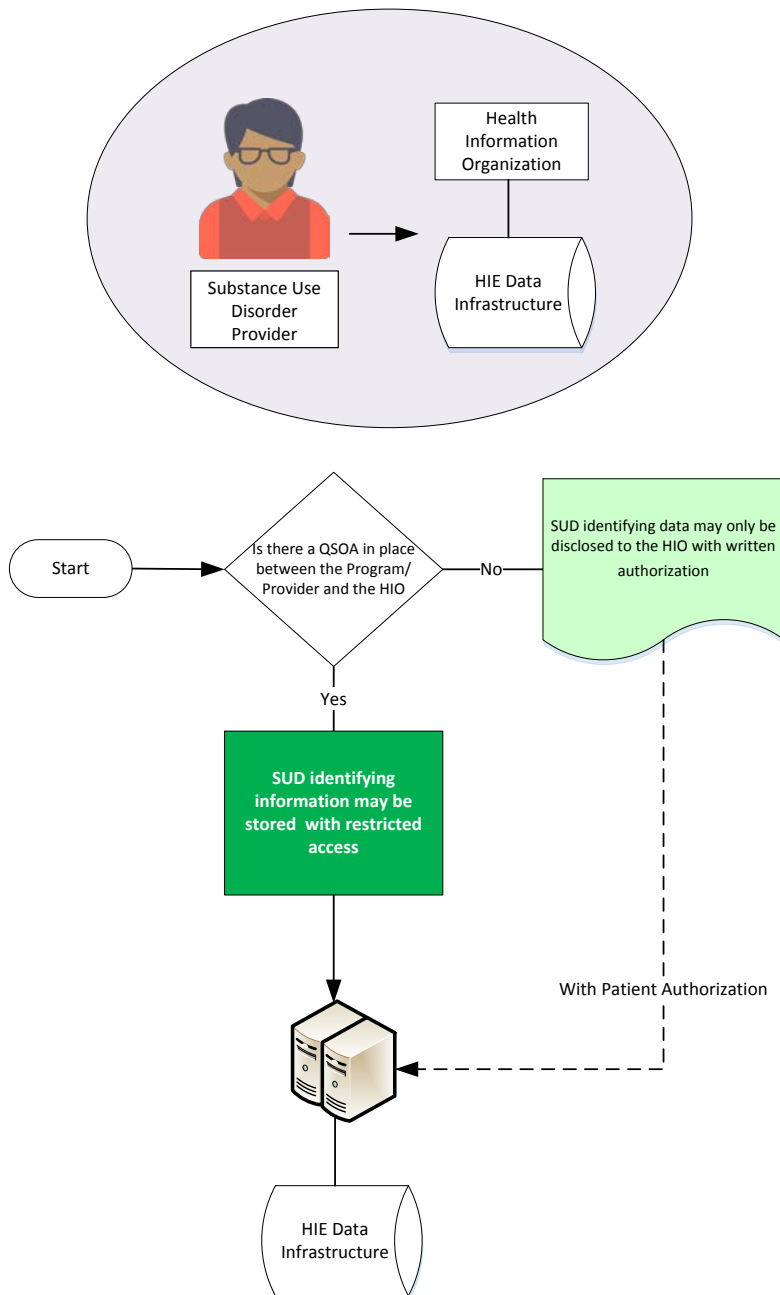 Health
Information
Organization
Substance Use
Disorder
Provider
HIE Data
Infrastructure
Start
Is there a QSOA in place
between the Program/
Provider and the HIO
No
SUD identifying data may only be
disclosed to the HIO with written
authorization
Yes
SUD identifying
information may be
stored with restricted
access
With Patient Authorization
HIE Data
Infrastructure